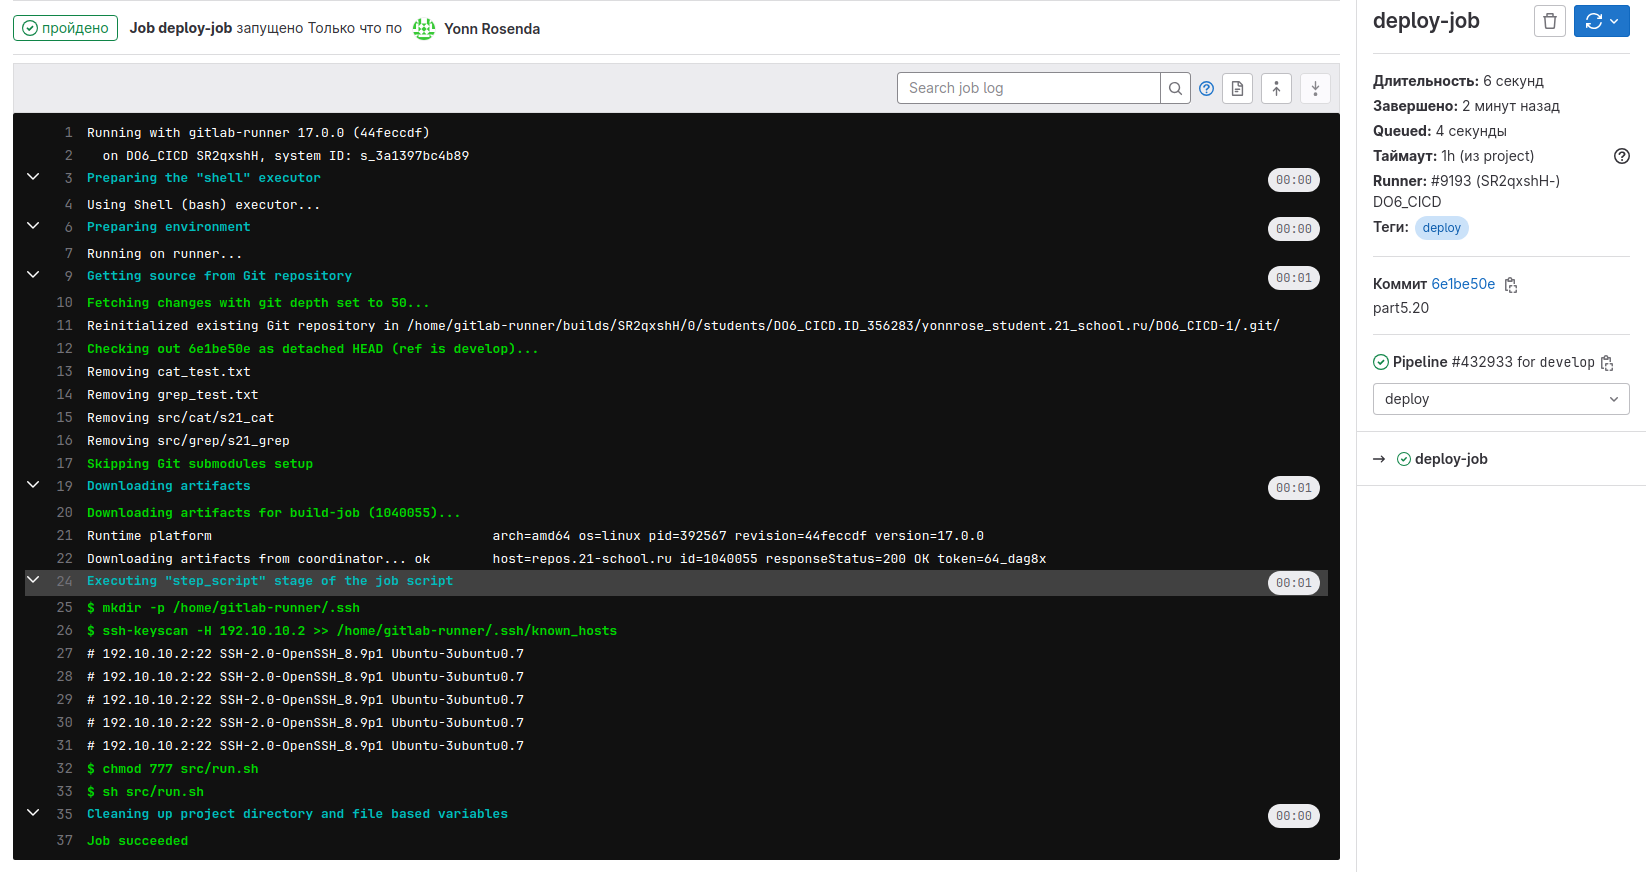 пройдено Job deploy-job запущено Только что по Yonn Rosenda
Search job log
1 Running with gitlab-runner 17.0.0 (44feccdf)
2 on DO6_CICD SR2qxshH, system ID: s_3a1397bc4b89
3 Preparing the "shell" executor 00:00
4 Using Shell (bash) executor...
6 Preparing environment 00:00
7 Running on runner...
9 Getting source from Git repository 00:01
10 Fetching changes with git depth set to 50...
11 Reinitialized existing Git repository in /home/gitlab-runner/builds/SR2qxshH/0/students/DO6_CICD.ID_356283/yonnrose_student.21_school.ru/DO6_CICD-1/.git/
12 Checking out 6e1be50e as detached HEAD (ref is develop)...
13 Removing cat_test.txt
14 Removing grep_test.txt
15 Removing src/cat/s21_cat
16 Removing src/grep/s21_grep
17 Skipping Git submodules setup
19 Downloading artifacts 00:01
20 Downloading artifacts for build-job (1040055)...
21 Runtime platform arch=amd64 os=linux pid=392567 revision=44feccdf version=17.0.0
22 Downloading artifacts from coordinator... ok host=repos.21-school.ru id=1040055 responseStatus=200 OK token=64_dag8x
24 Executing "step_script" stage of the job script 00:01
25 $ mkdir -p /home/gitlab-runner/.ssh
26 $ ssh-keyscan -H 192.10.10.2 >> /home/gitlab-runner/.ssh/known_hosts
27 # 192.10.10.2:22 SSH-2.0-OpenSSH_8.9p1 Ubuntu-3ubuntu0.7
28 # 192.10.10.2:22 SSH-2.0-OpenSSH_8.9p1 Ubuntu-3ubuntu0.7
29 # 192.10.10.2:22 SSH-2.0-OpenSSH_8.9p1 Ubuntu-3ubuntu0.7
30 # 192.10.10.2:22 SSH-2.0-OpenSSH_8.9p1 Ubuntu-3ubuntu0.7
31 # 192.10.10.2:22 SSH-2.0-OpenSSH_8.9p1 Ubuntu-3ubuntu0.7
32 $ chmod 777 src/run.sh
33 $ sh src/run.sh
35 Cleaning up project directory and file based variables 00:00
37 Job succeeded
deploy-job
Длительность: 6 секунд
Завершено: 2 минут назад
Queued: 4 секунды
Таймаут: 1h (из project)
Runner: #9193 (SR2qxshH-)
DO6_CICD
Теги: deploy
Коммит 6e1be50e
part5.20
Pipeline #432933 for develop
deploy
→ deploy-job